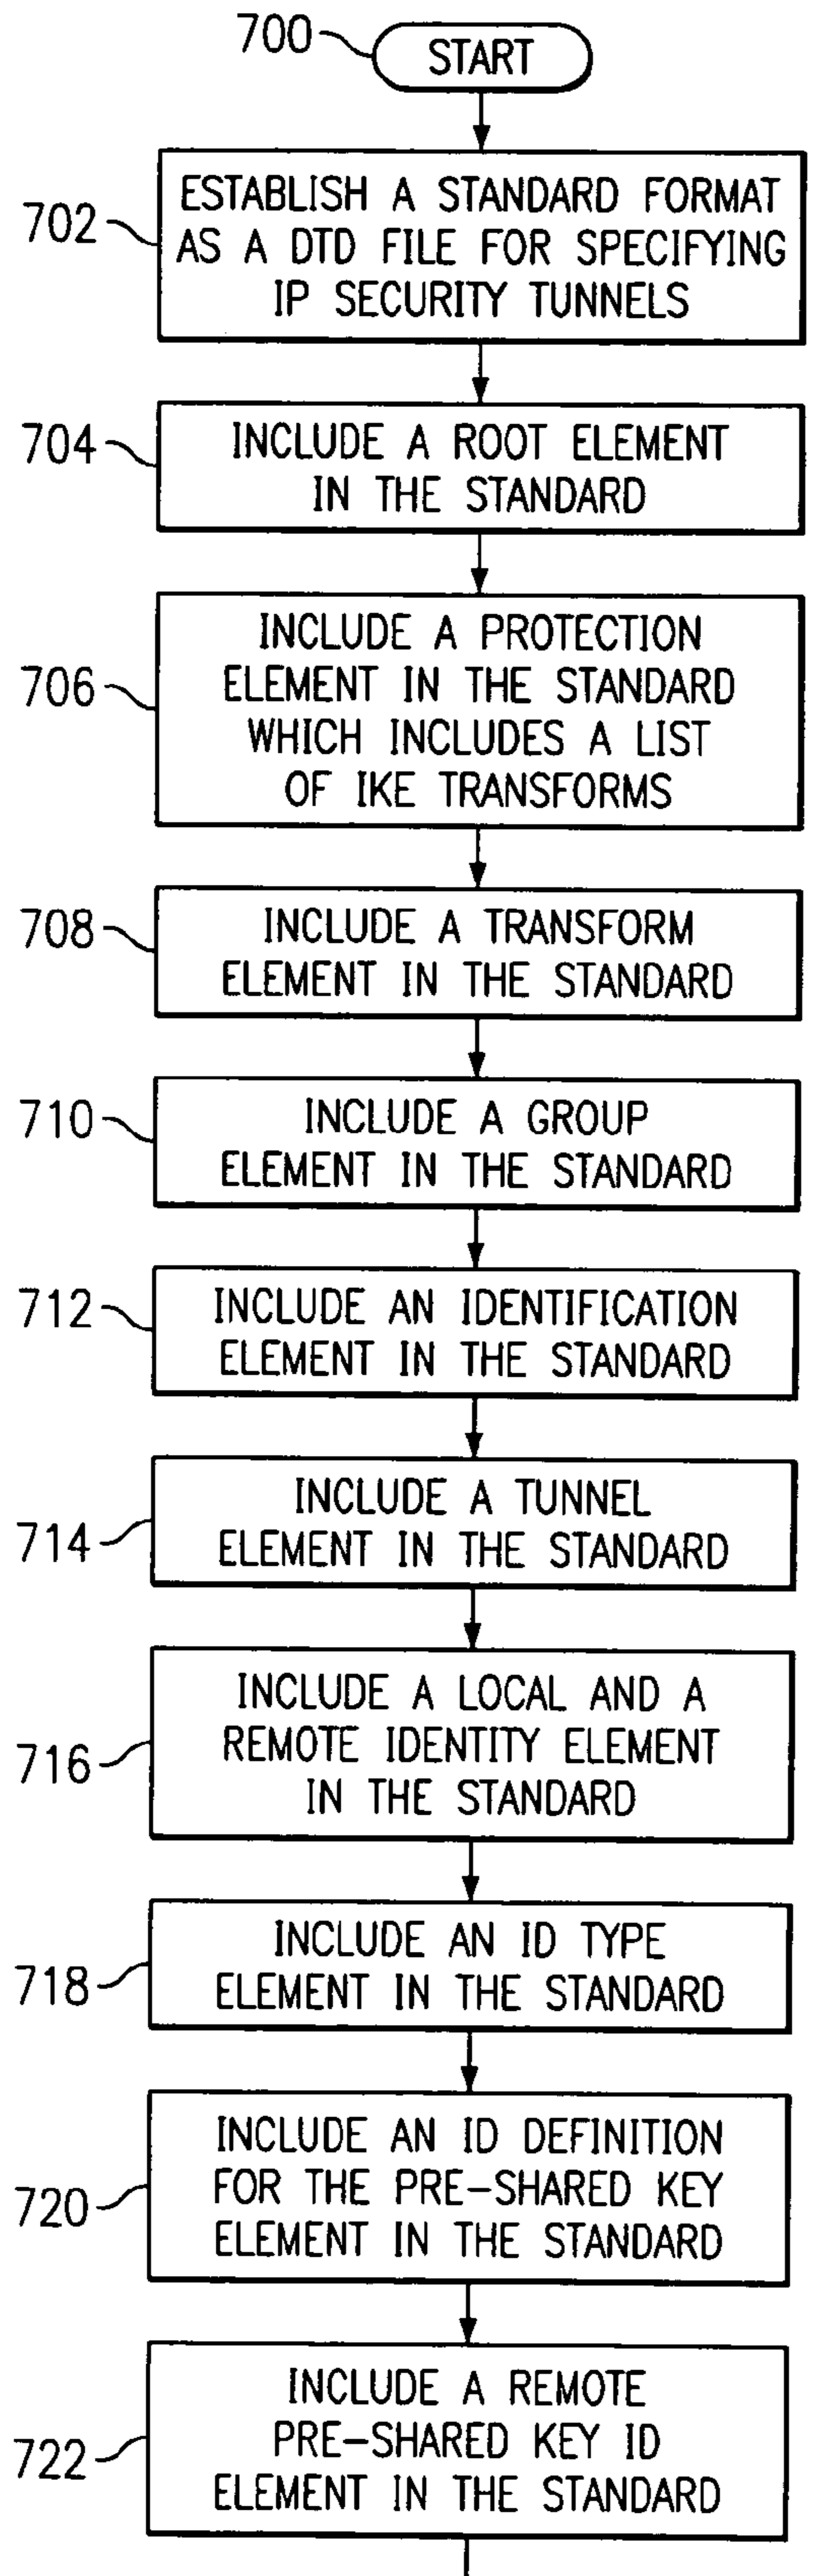 700
START
702
ESTABLISH A STANDARD FORMAT
AS A DTD FILE FOR SPECIFYING
IP SECURITY TUNNELS
704
INCLUDE A ROOT ELEMENT
IN THE STANDARD
706
INCLUDE A PROTECTION
ELEMENT IN THE STANDARD
WHICH INCLUDES A LIST
OF IKE TRANSFORMS
708
INCLUDE A TRANSFORM
ELEMENT IN THE STANDARD
710
INCLUDE A GROUP
ELEMENT IN THE STANDARD
712
INCLUDE AN IDENTIFICATION
ELEMENT IN THE STANDARD
714
INCLUDE A TUNNEL
ELEMENT IN THE STANDARD
716
INCLUDE A LOCAL AND A
REMOTE IDENTITY ELEMENT
IN THE STANDARD
718
INCLUDE AN ID TYPE
ELEMENT IN THE STANDARD
720
INCLUDE AN ID DEFINITION
FOR THE PRE-SHARED KEY
ELEMENT IN THE STANDARD
722
INCLUDE A REMOTE
PRE-SHARED KEY ID
ELEMENT IN THE STANDARD